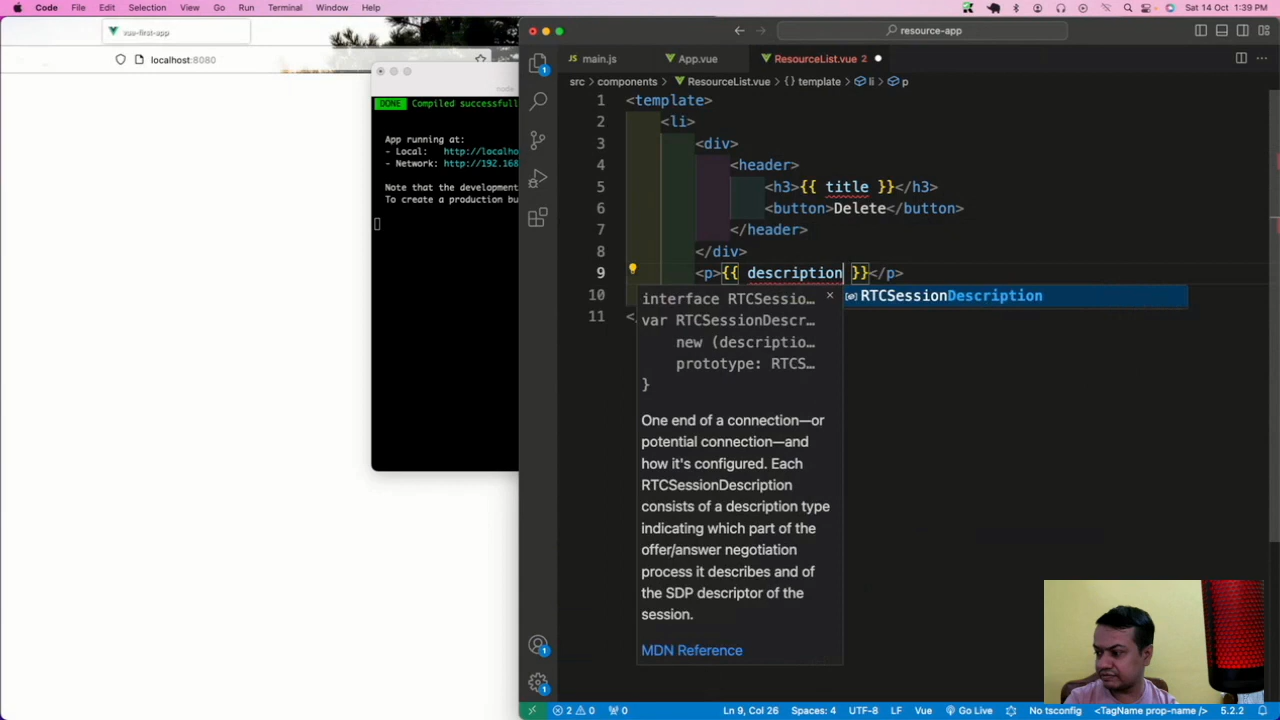 Code File Edit Selection View Go Run Terminal Window Help Sat 14 Oct 1:39 PM
vue-first-app
localhost:8080
node
DONE Compiled successfull
App running at:
- Local: http://localho
- Network: http://192.168
Note that the development
To create a production bu
resource-app
main.js App.vue ResourceList.vue 2
src > components > ResourceList.vue > {} template > li > p
1 <template>
2 <li>
3 <div>
4 <header>
5 <h3>{{ title }}</h3>
6 <button>Delete</button>
7 </header>
8 </div>
9 <p>{{ description }}</p>
10
11 <
RTCSessionDescription
interface RTCSessio…
var RTCSessionDescr…
new (descriptio…
prototype: RTCS…
}
One end of a connection—or
potential connection—and
how it's configured. Each
RTCSessionDescription
consists of a description type
indicating which part of the
offer/answer negotiation
process it describes and of
the SDP descriptor of the
session.
MDN Reference
1
1
1
2 0 0 Ln 9, Col 26 Spaces: 4 UTF-8 LF Vue Go Live No tsconfig <TagName prop-name /> 5.2.2